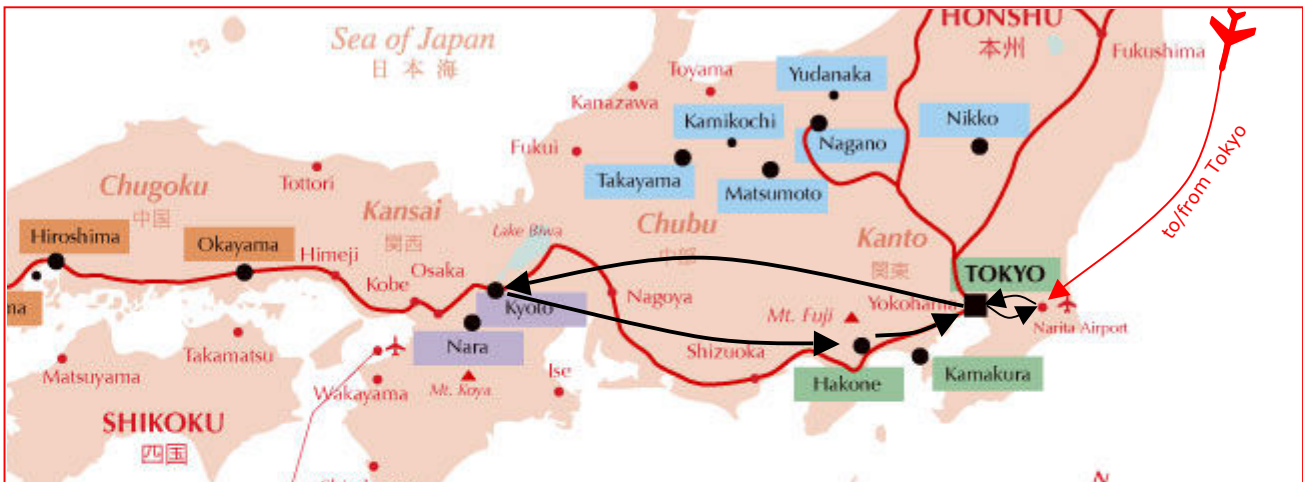 HONSHU
本州
Fukushima
Sea of Japan
日本海
Toyama
Yudanaka
Kanazawa
Kamikochi
Nagano
Nikko
Fukui
Takayama
Matsumoto
to/from Tokyo
Chugoku
中国
Tottori
Kansai
関西
Lake Biwa
Chubu
中部
Kanto
関東
Hiroshima
Okayama
Himeji
Kobe
Osaka
Kyoto
Nagoya
TOKYO
Yokohama
Narita Airport
Mt. Fuji
ma
Nara
Takamatsu
Matsuyama
Wakayama
Mt. Koya
Ise
Shizuoka
Hakone
Kamakura
SHIKOKU
四国
N